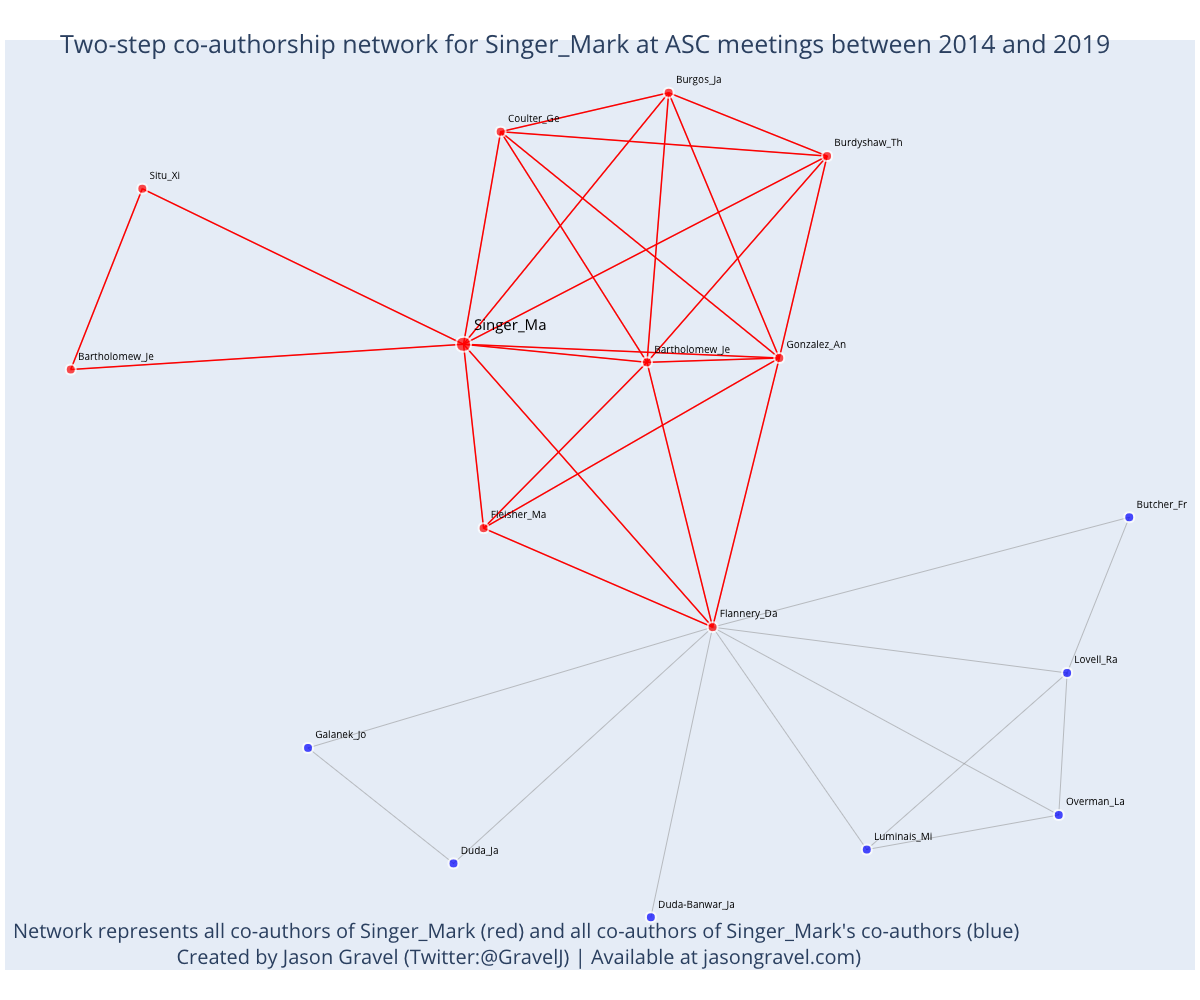 Two-step co-authorship network for Singer_Mark at ASC meetings between 2014 and 2019
Burgos_Ja
Coulter_Ge
Burdyshaw_Th
Situ_Xi
Singer_Ma
Gonzalez_An
Bartholomew_Je
Bartholomew_Je
Butcher_Fr
Fleisher_Ma
Flannery_Da
Lovell_Ra
Galanek_Jo
Overman_La
Luminais_Mi
Duda_Ja
Duda-Banwar_Ja
Network represents all co-authors of Singer_Mark (red) and all co-authors of Singer_Mark's co-authors (blue)
Created by Jason Gravel (Twitter:@GravelJ) | Available at jasongravel.com)